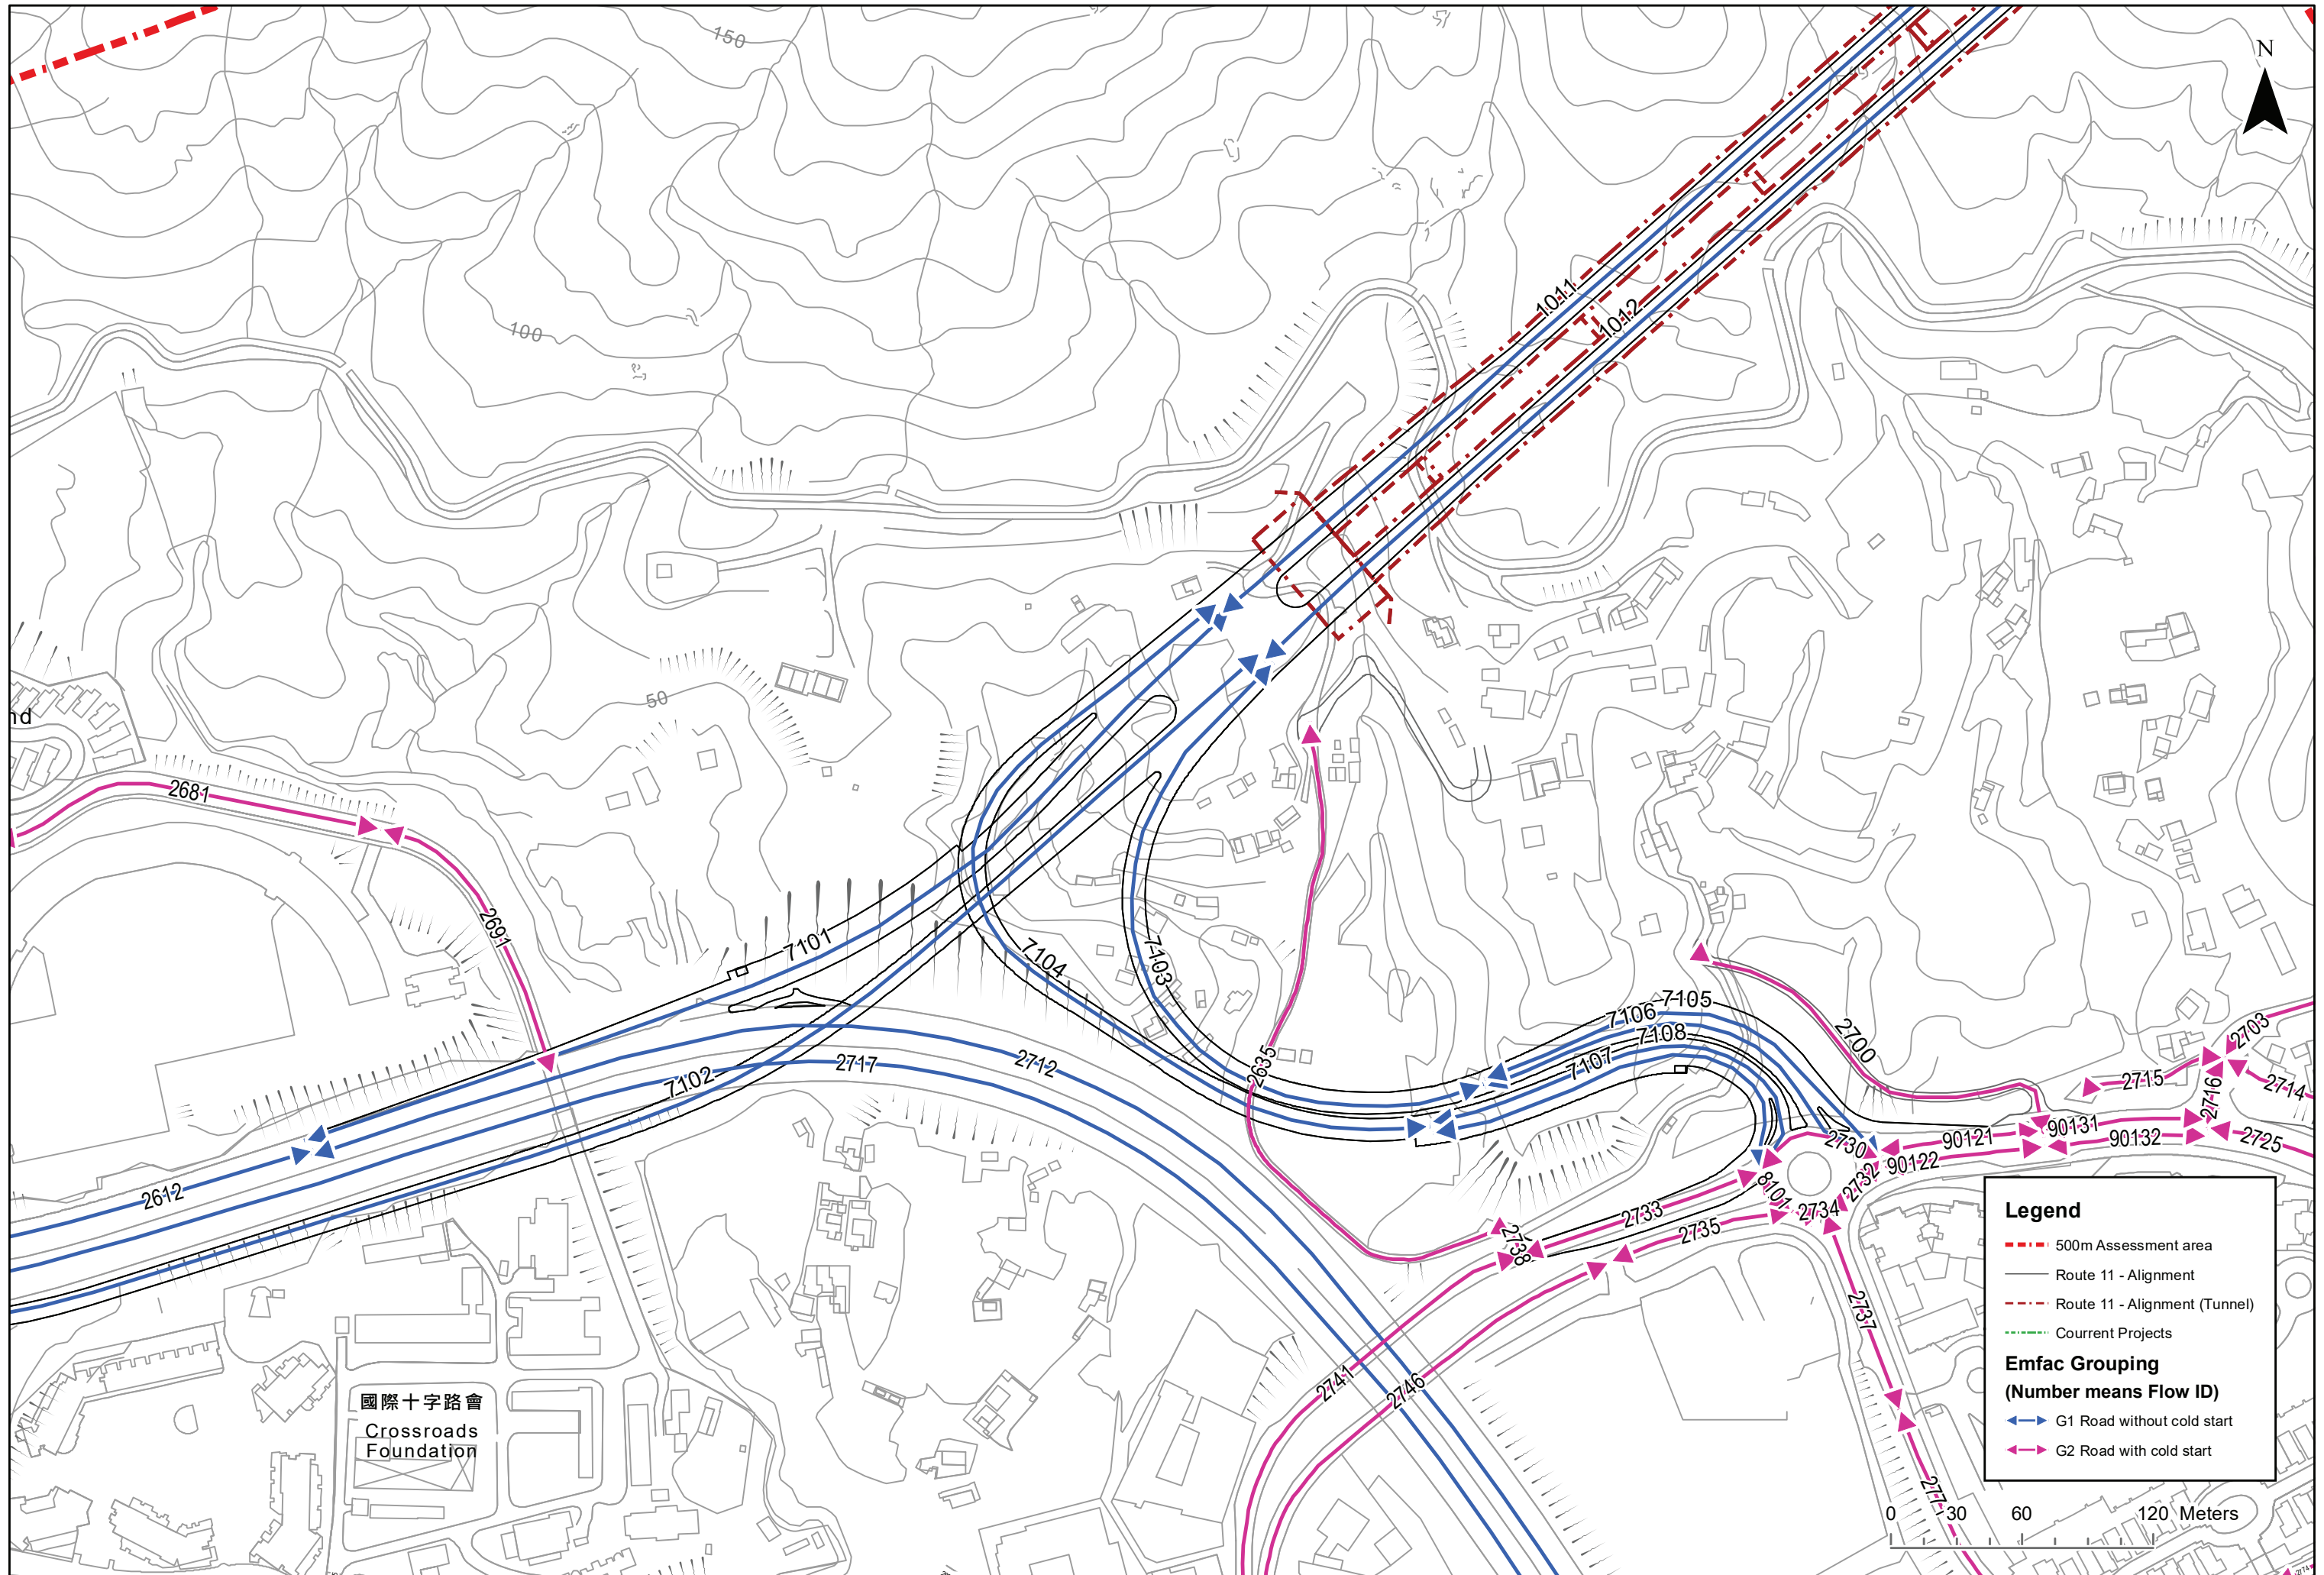 150
N
1011
1012
100
50
nd
2681
2691
7101
7104
7103
7105
7106
7108
7107
2635
2700
2703
2715
2714
2716
2717
2712
7102
90131
90132
2725
90121
90122
2730
2732
8101
2734
2733
2735
2738
2612
2737
2741
2746
277
國際十字路會
Crossroads
Foundation
Legend
500m Assessment area
Route 11 - Alignment
Route 11 - Alignment (Tunnel)
Courrent Projects
Emfac Grouping
(Number means Flow ID)
G1 Road without cold start
G2 Road with cold start
0 30 60 120 Meters